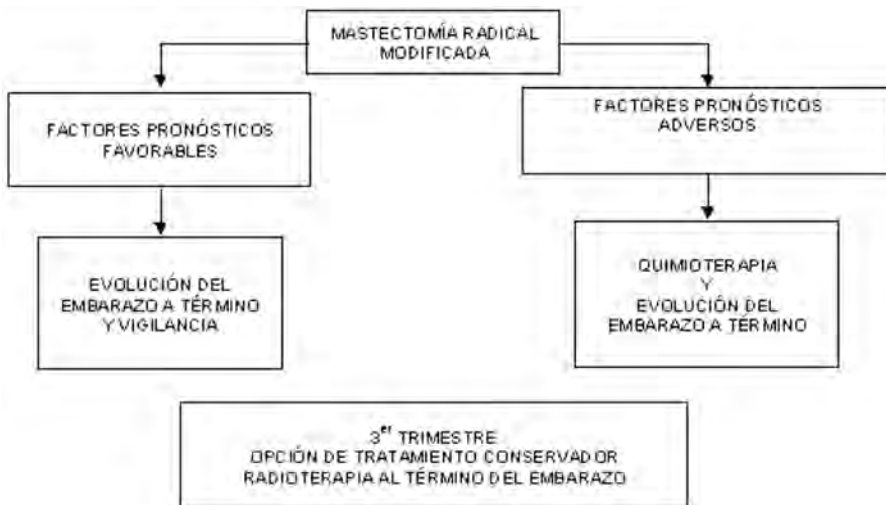 MASTECTOMÍA RADICAL
MODIFICADA
FACTORES PRONÓSTICOS
FAVORABLES
FACTORES PRONÓSTICOS
ADVERSOS
EVOLUCIÓN DEL
EMBARAZO A TÉRMINO
Y VIGILANCIA
QUIMIOTERAPIA
Y
EVOLUCIÓN DEL
EMBARAZO A TÉRMINO
3er TRIMESTRE
OPCIÓN DE TRATAMIENTO CONSERVADOR
RADIOTERAPIA AL TÉRMINO DEL EMBARAZO